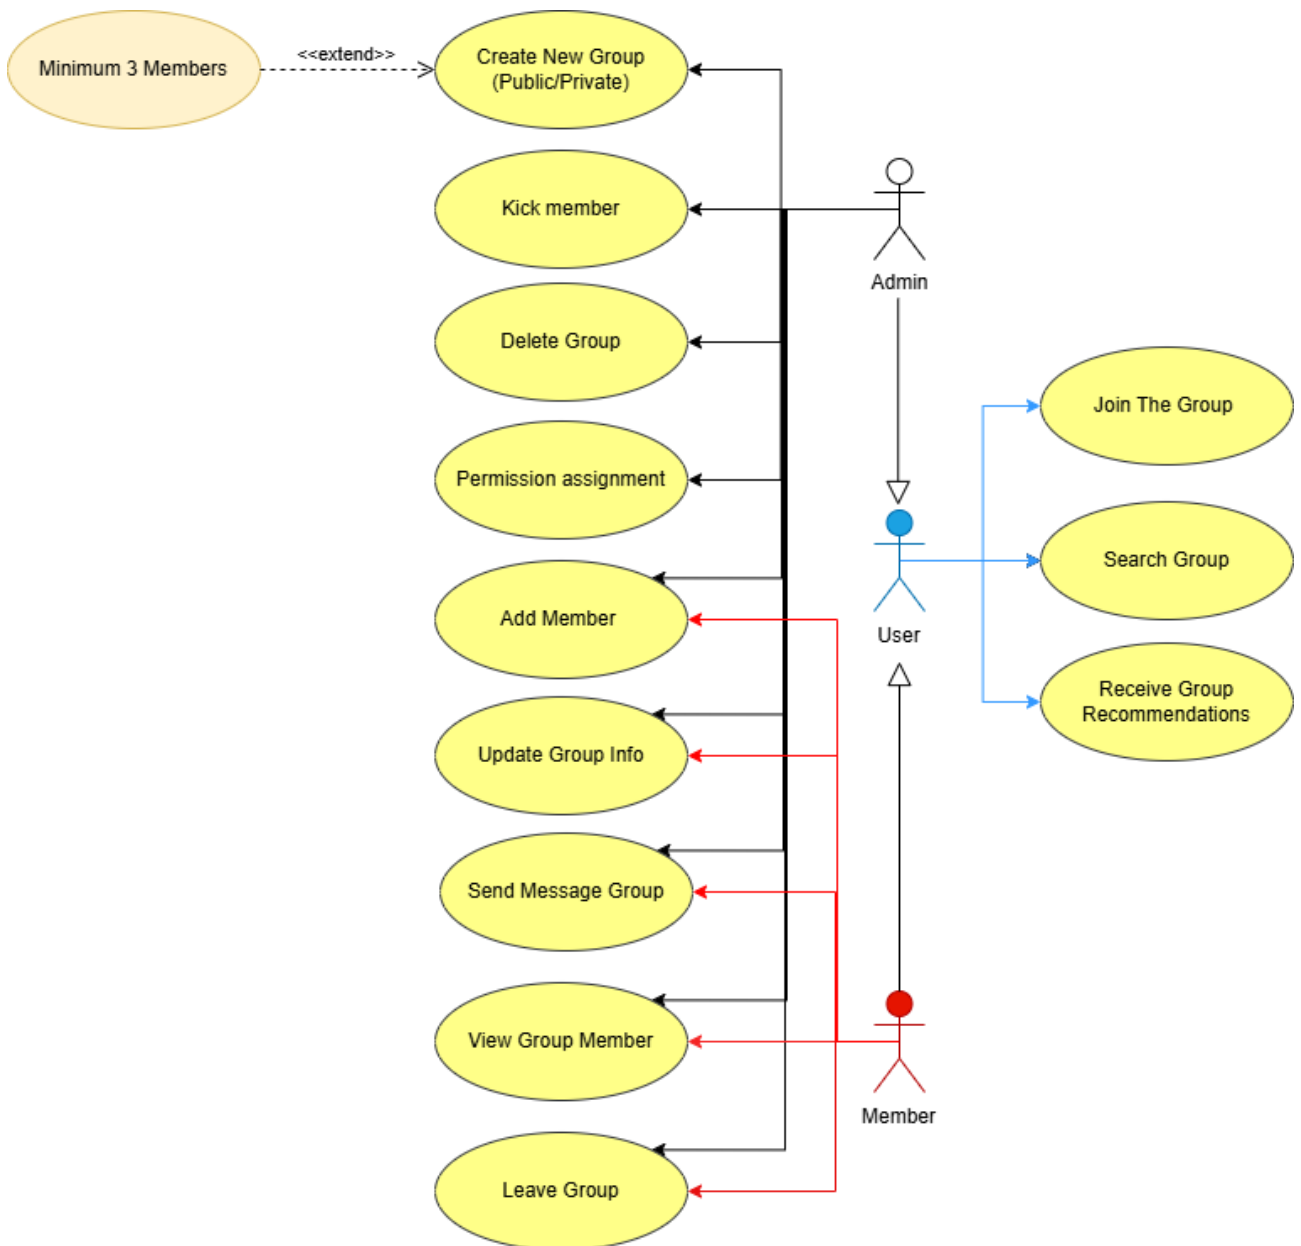 Minimum 3 Members
<<extend>>
Create New Group
(Public/Private)
Kick member
Admin
Delete Group
Join The Group
Permission assignment
Search Group
Add Member
User
Receive Group
Recommendations
Update Group Info
Send Message Group
View Group Member
Member
Leave Group